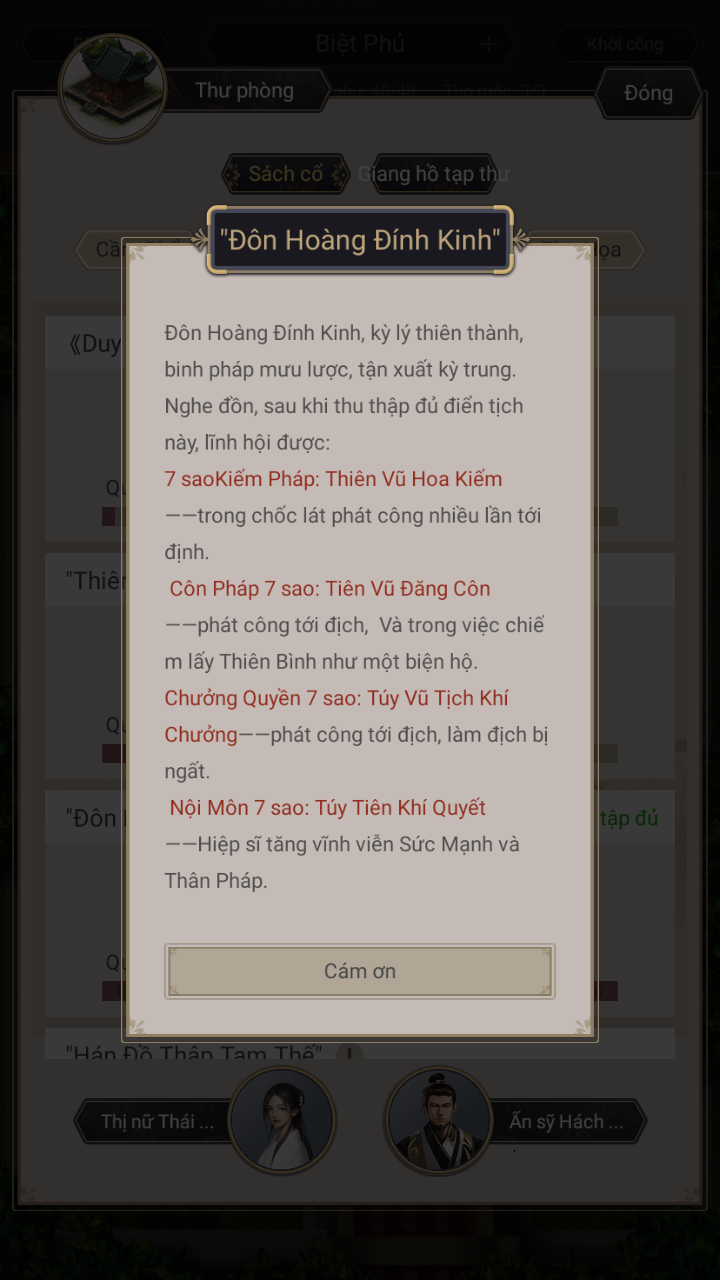 Biệt Phủ
+
Khởi công
Thư phòng
Đóng
Sách cổ
Giang hồ tạp thư
"Đôn Hoàng Đính Kinh"
《Duy
Đôn Hoàng Đính Kinh, kỳ lý thiên thành,
binh pháp mưu lược, tận xuất kỳ trung.
Nghe đồn, sau khi thu thập đủ điển tịch
này, lĩnh hội được:
7 saoKiếm Pháp: Thiên Vũ Hoa Kiếm
——trong chốc lát phát công nhiều lần tới
định.
Côn Pháp 7 sao: Tiên Vũ Đăng Côn
——phát công tới địch,  Và trong việc chiế
m lấy Thiên Bình như một biện hộ.
Chưởng Quyền 7 sao: Túy Vũ Tịch Khí
Chưởng——phát công tới địch, làm địch bị
ngất.
Nội Môn 7 sao: Túy Tiên Khí Quyết
——Hiệp sĩ tăng vĩnh viễn Sức Mạnh và
Thân Pháp.
"Thiên
"Đôn
tập đủ
Cám ơn
"Hán Đồ Thập Tam Thế" !
Thị nữ Thái ...
Ẩn sỹ Hách ...